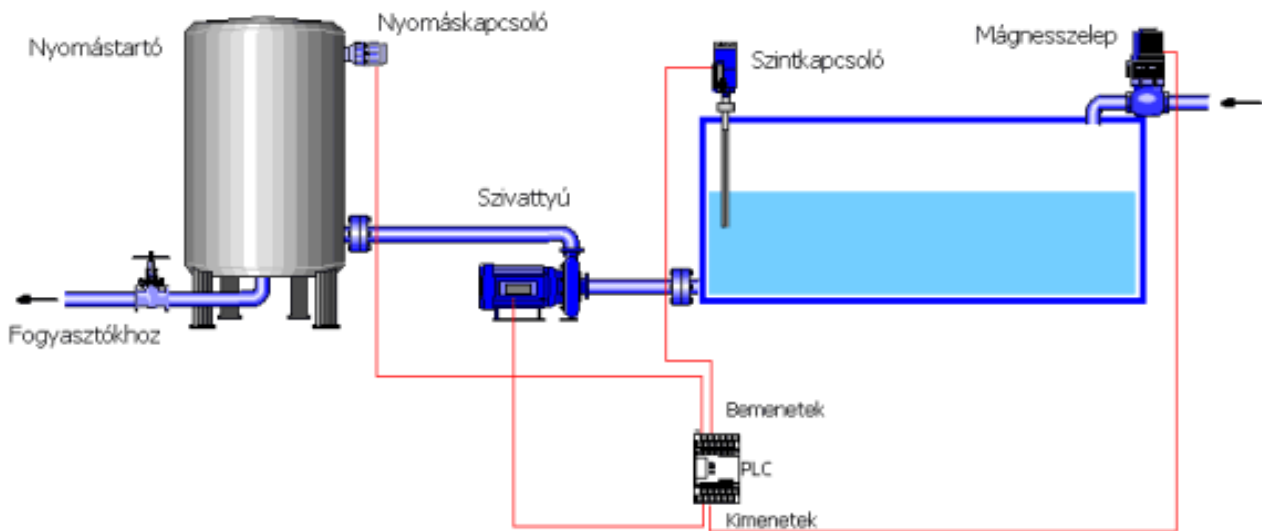 Nyomáskapcsoló
Nyomástartó
Mágnesszelep
Szintkapcsoló
Szivattyú
Fogyasztókhoz
Bemenetek
PLC
Kimenetek